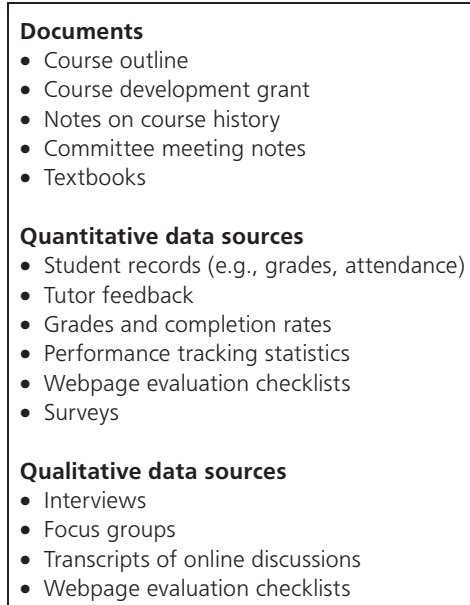 Documents
• Course outline
• Course development grant
• Notes on course history
• Committee meeting notes
• Textbooks
Quantitative data sources
• Student records (e.g., grades, attendance)
• Tutor feedback
• Grades and completion rates
• Performance tracking statistics
• Webpage evaluation checklists
• Surveys
Qualitative data sources
• Interviews
• Focus groups
• Transcripts of online discussions
• Webpage evaluation checklists